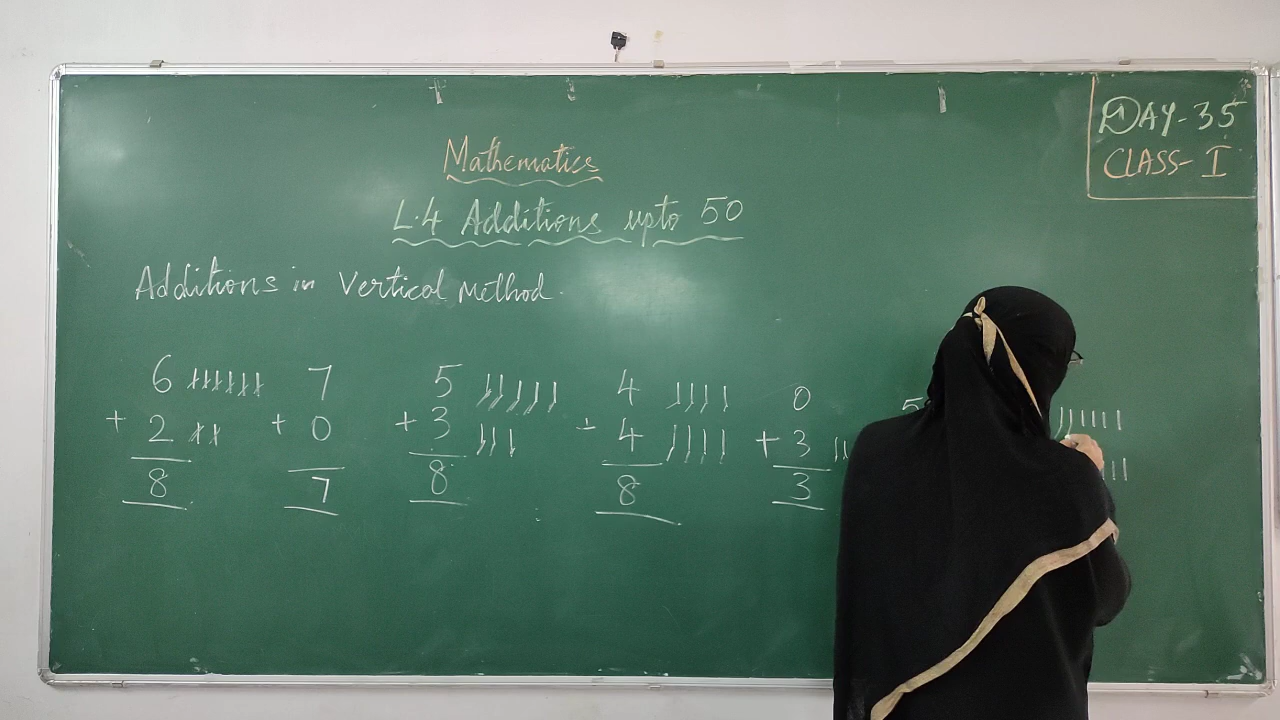 DAY-35
CLASS-I
Mathematics
L.4 Additions upto 50
Additions in Vertical Method.
6 7 5 4 0 5
+ 2 + 0 + 3 + 4 + 3
8 7 8 8 3